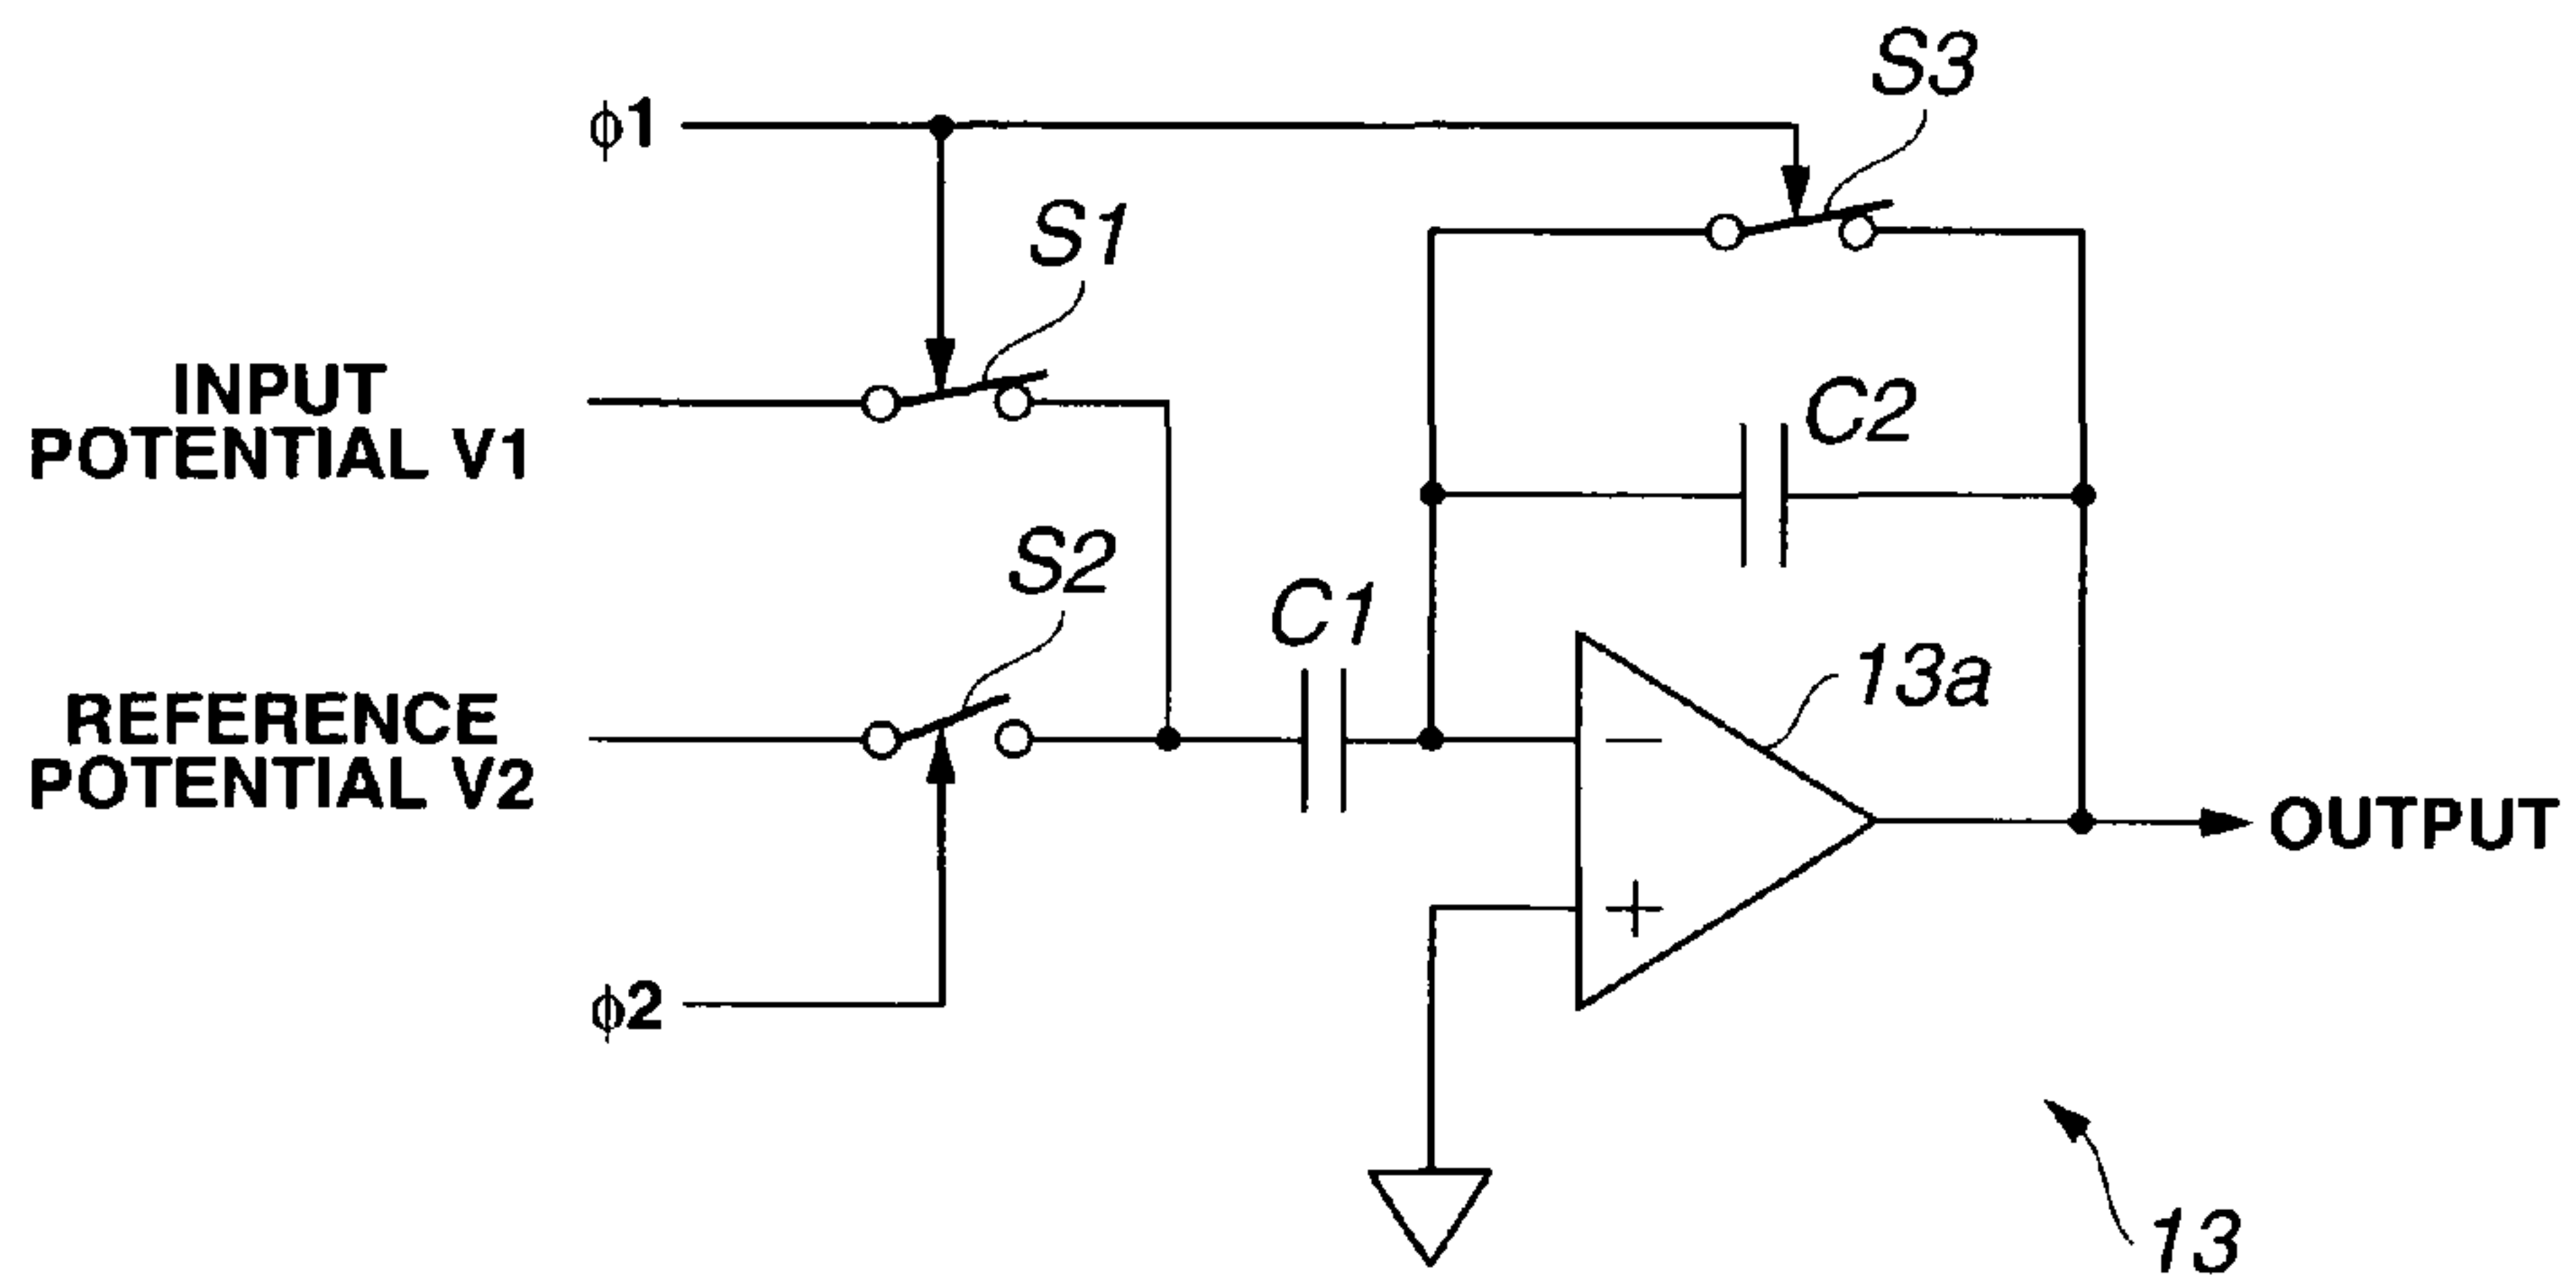 S3
ϕ1
S1
INPUT
POTENTIAL V1
C2
S2
C1
13a
REFERENCE
POTENTIAL V2
−
OUTPUT
+
ϕ2
13